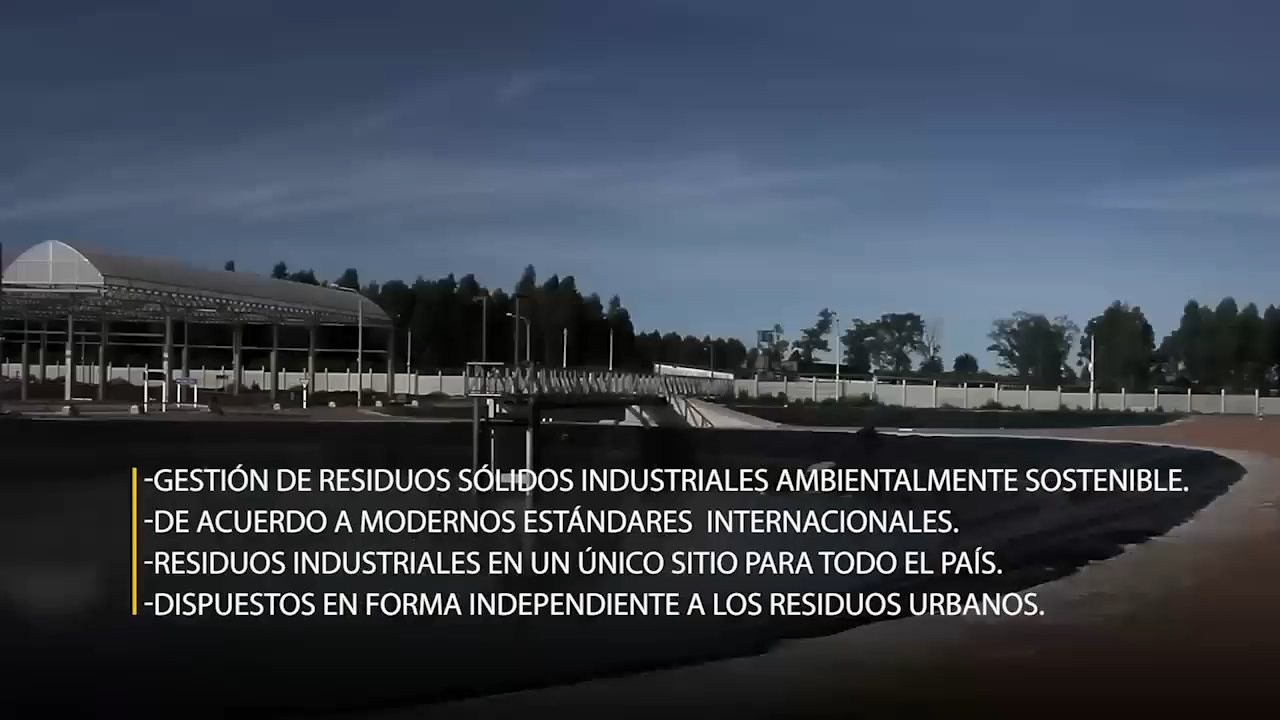 -GESTIÓN DE RESIDUOS SÓLIDOS INDUSTRIALES AMBIENTALMENTE SOSTENIBLE.
-DE ACUERDO A MODERNOS ESTÁNDARES  INTERNACIONALES.
-RESIDUOS INDUSTRIALES EN UN ÚNICO SITIO PARA TODO EL PAÍS.
-DISPUESTOS EN FORMA INDEPENDIENTE A LOS RESIDUOS URBANOS.